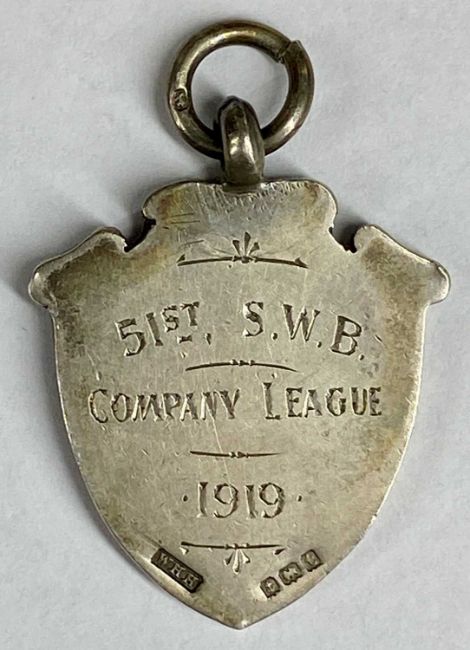 51ST. S.W.B.
COMPANY LEAGUE
·1919·
W.H.H